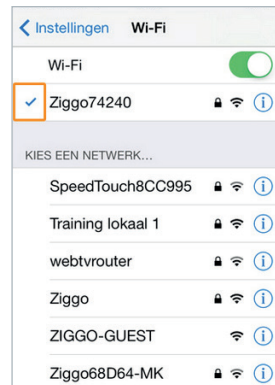 Instellingen Wi-Fi
Wi-Fi
Ziggo74240
KIES EEN NETWERK...
SpeedTouch8CC995
Training lokaal 1
webtvrouter
Ziggo
ZIGGO-GUEST
Ziggo68D64-MK